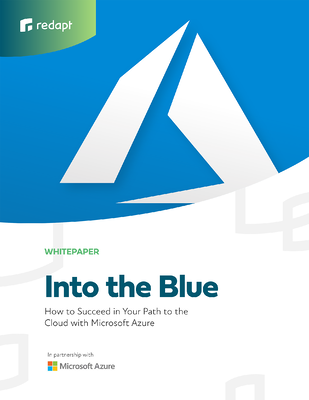 redapt
WHITEPAPER
Into the Blue
How to Succeed in Your Path to the
Cloud with Microsoft Azure
In partnership with
Microsoft Azure